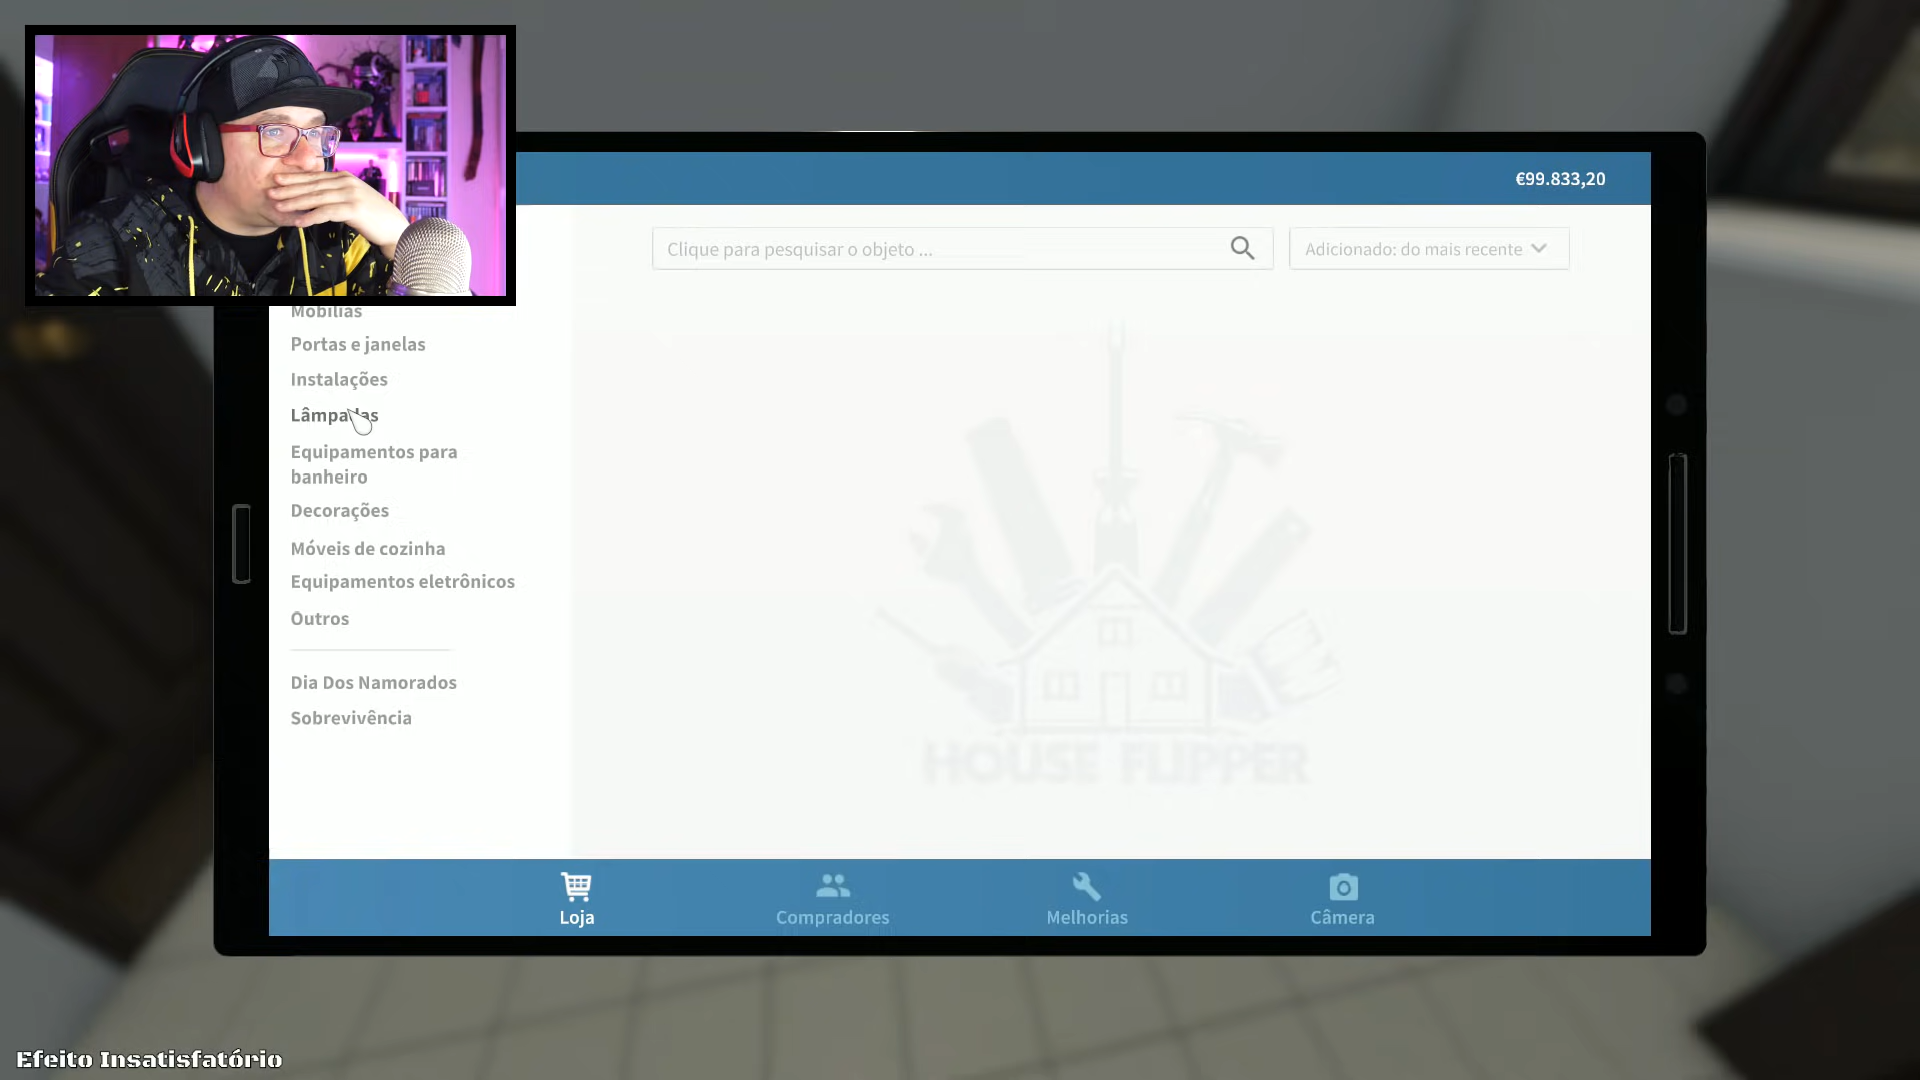 €99.833,20
Clique para pesquisar o objeto ...
Adicionado: do mais recente
Mobílias
Portas e janelas
Instalações
Lâmpadas
Equipamentos para
banheiro
Decorações
Móveis de cozinha
Equipamentos eletrônicos
Outros
Dia Dos Namorados
Sobrevivência
HOUSE FLIPPER
Loja
Compradores
Melhorias
Câmera
Efeito Insatisfatório